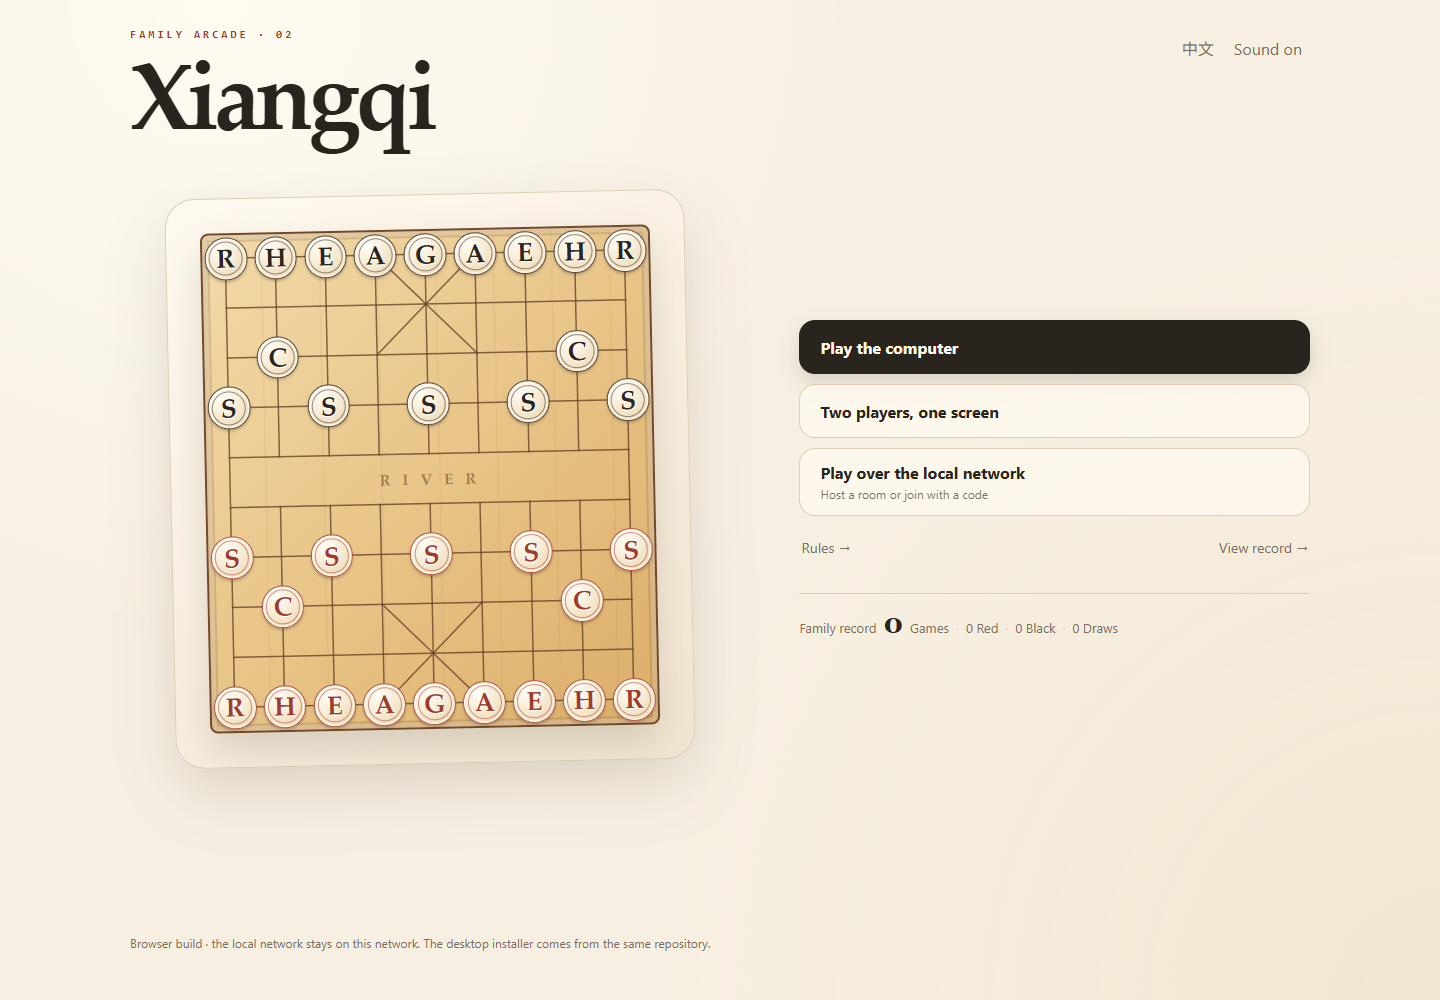 FAMILY ARCADE · 02
中文 Sound on
Xiangqi
R H E A G A E H R
C C
S S S S S
RIVER
S S S S S
C C
R H E A G A E H R
Play the computer
Two players, one screen
Play over the local network
Host a room or join with a code
Rules → View record →
Family record 0 Games · 0 Red · 0 Black · 0 Draws
Browser build · the local network stays on this network. The desktop installer comes from the same repository.